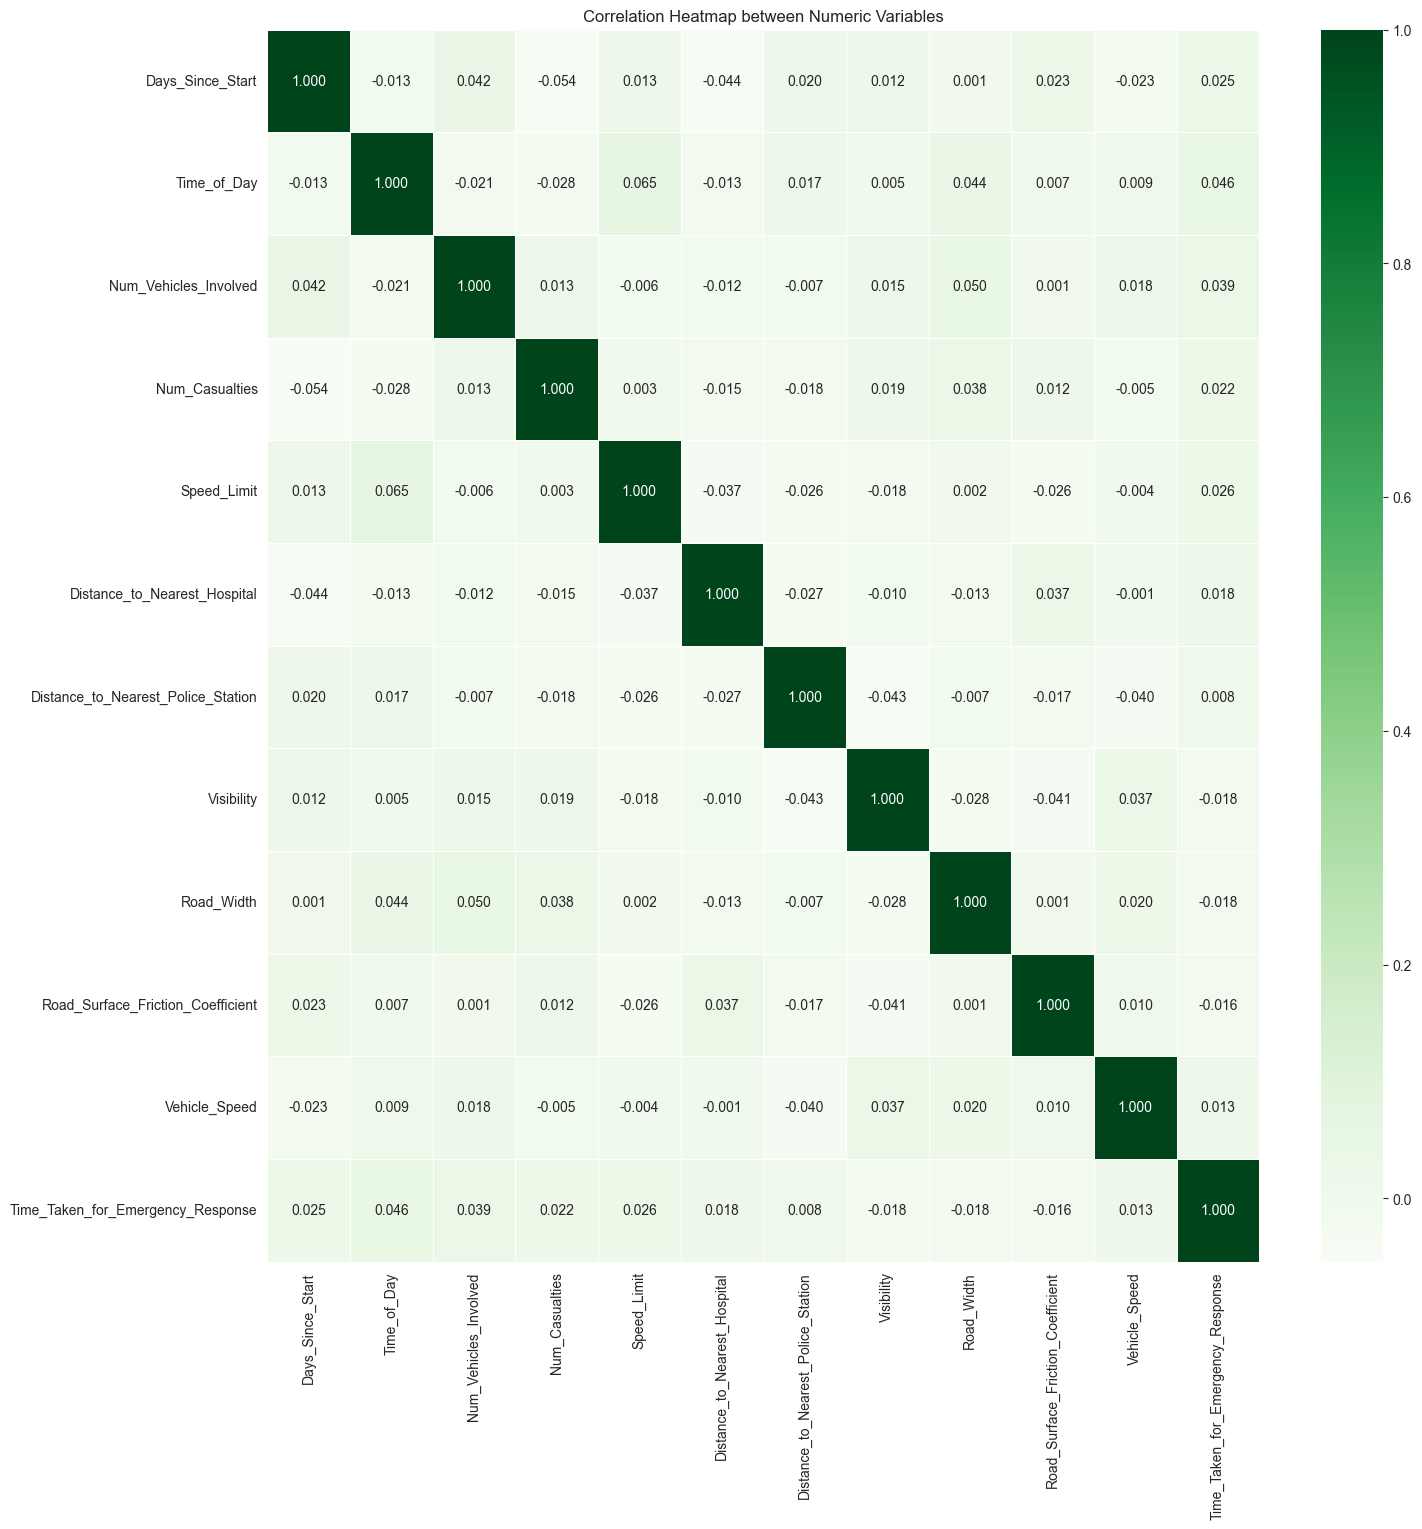 Correlation Heatmap between Numeric Variables
Days_Since_Start 1.000 -0.013 0.042 -0.054 0.013 -0.044 0.020 0.012 0.001 0.023 -0.023 0.025
Time_of_Day -0.013 1.000 -0.021 -0.028 0.065 -0.013 0.017 0.005 0.044 0.007 0.009 0.046
Num_Vehicles_Involved 0.042 -0.021 1.000 0.013 -0.006 -0.012 -0.007 0.015 0.050 0.001 0.018 0.039
Num_Casualties -0.054 -0.028 0.013 1.000 0.003 -0.015 -0.018 0.019 0.038 0.012 -0.005 0.022
Speed_Limit 0.013 0.065 -0.006 0.003 1.000 -0.037 -0.026 -0.018 0.002 -0.026 -0.004 0.026
Distance_to_Nearest_Hospital -0.044 -0.013 -0.012 -0.015 -0.037 1.000 -0.027 -0.010 -0.013 0.037 -0.001 0.018
Distance_to_Nearest_Police_Station 0.020 0.017 -0.007 -0.018 -0.026 -0.027 1.000 -0.043 -0.007 -0.017 -0.040 0.008
Visibility 0.012 0.005 0.015 0.019 -0.018 -0.010 -0.043 1.000 -0.028 -0.041 0.037 -0.018
Road_Width 0.001 0.044 0.050 0.038 0.002 -0.013 -0.007 -0.028 1.000 0.001 0.020 -0.018
Road_Surface_Friction_Coefficient 0.023 0.007 0.001 0.012 -0.026 0.037 -0.017 -0.041 0.001 1.000 0.010 -0.016
Vehicle_Speed -0.023 0.009 0.018 -0.005 -0.004 -0.001 -0.040 0.037 0.020 0.010 1.000 0.013
Time_Taken_for_Emergency_Response 0.025 0.046 0.039 0.022 0.026 0.018 0.008 -0.018 -0.018 -0.016 0.013 1.000
Days_Since_Start
Time_of_Day
Num_Vehicles_Involved
Num_Casualties
Speed_Limit
Distance_to_Nearest_Hospital
Distance_to_Nearest_Police_Station
Visibility
Road_Width
Road_Surface_Friction_Coefficient
Vehicle_Speed
Time_Taken_for_Emergency_Response
1.0
0.8
0.6
0.4
0.2
0.0